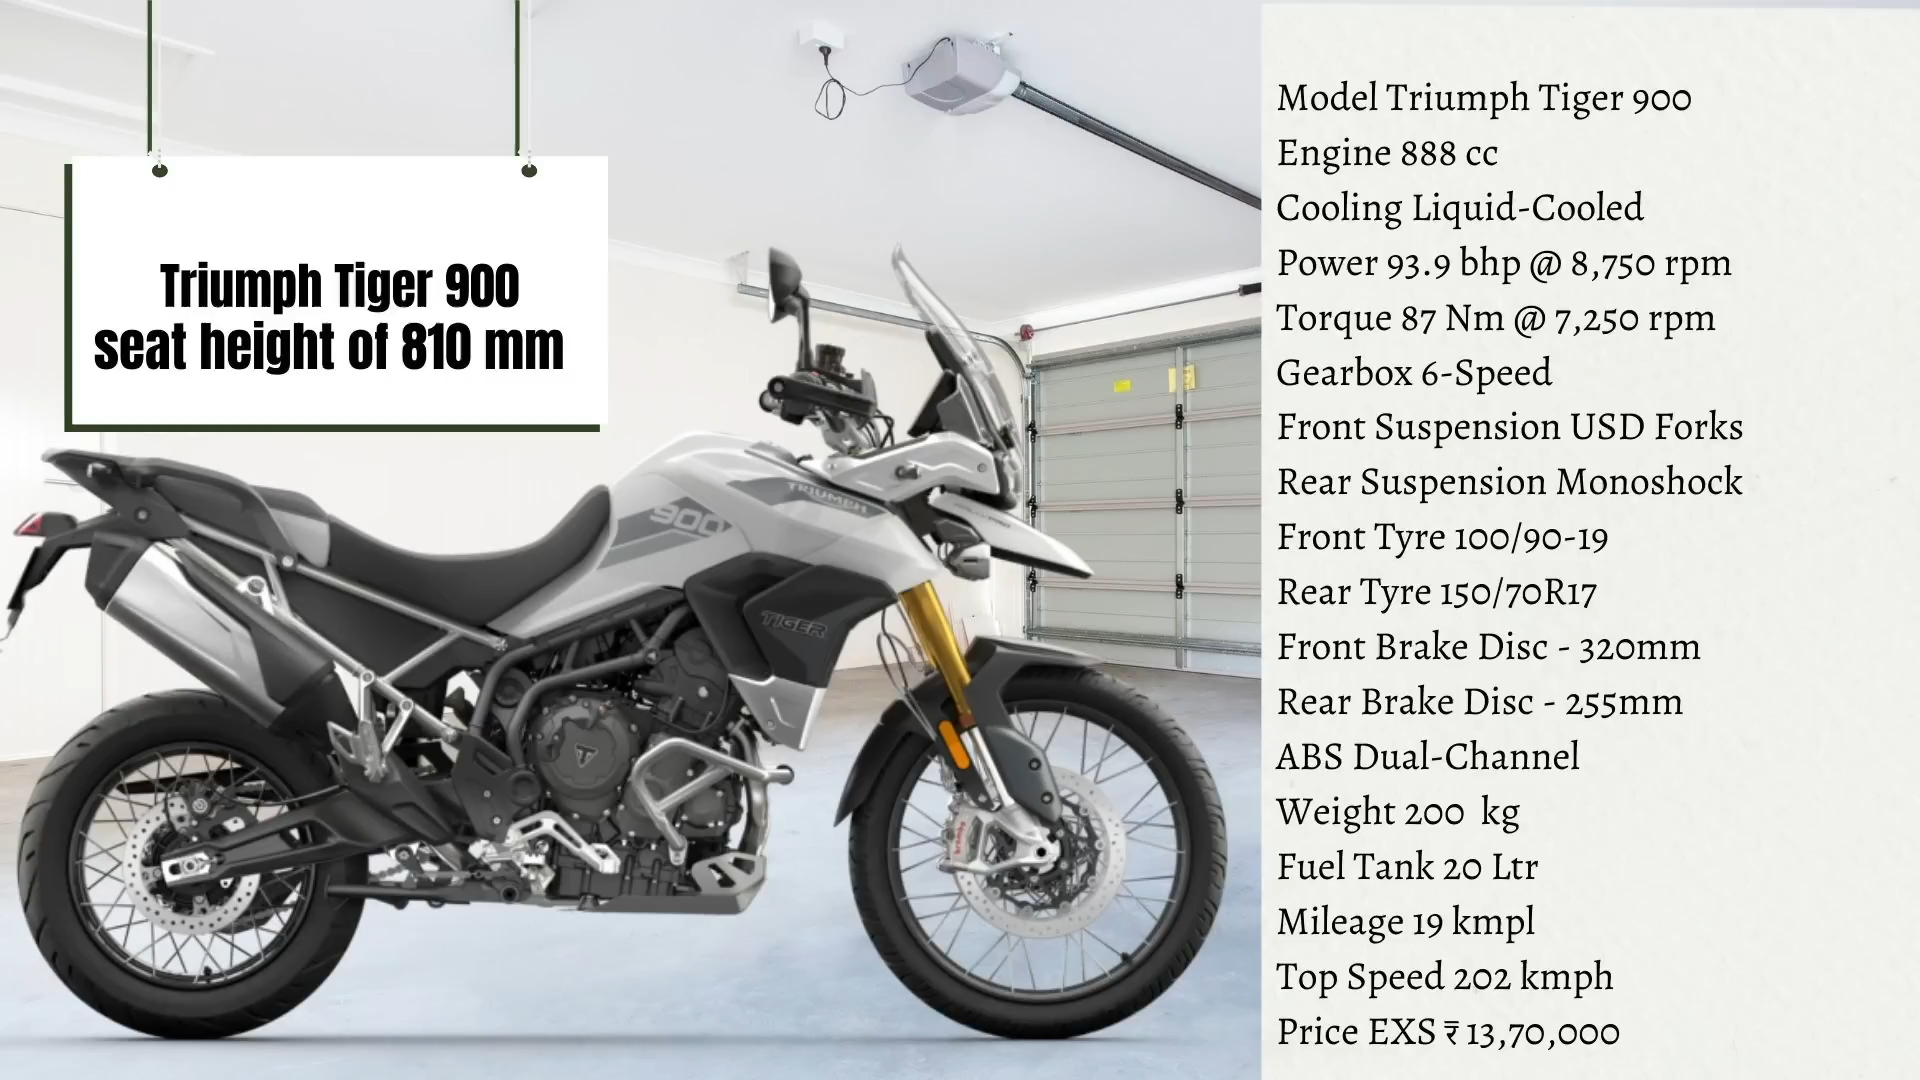 Triumph Tiger 900
seat height of 810 mm
TRIUMPH
900
TIGER
Model Triumph Tiger 900
Engine 888 cc
Cooling Liquid-Cooled
Power 93.9 bhp @ 8,750 rpm
Torque 87 Nm @ 7,250 rpm
Gearbox 6-Speed
Front Suspension USD Forks
Rear Suspension Monoshock
Front Tyre 100/90-19
Rear Tyre 150/70R17
Front Brake Disc - 320mm
Rear Brake Disc - 255mm
ABS Dual-Channel
Weight 200  kg
Fuel Tank 20 Ltr
Mileage 19 kmpl
Top Speed 202 kmph
Price EXS ₹ 13,70,000